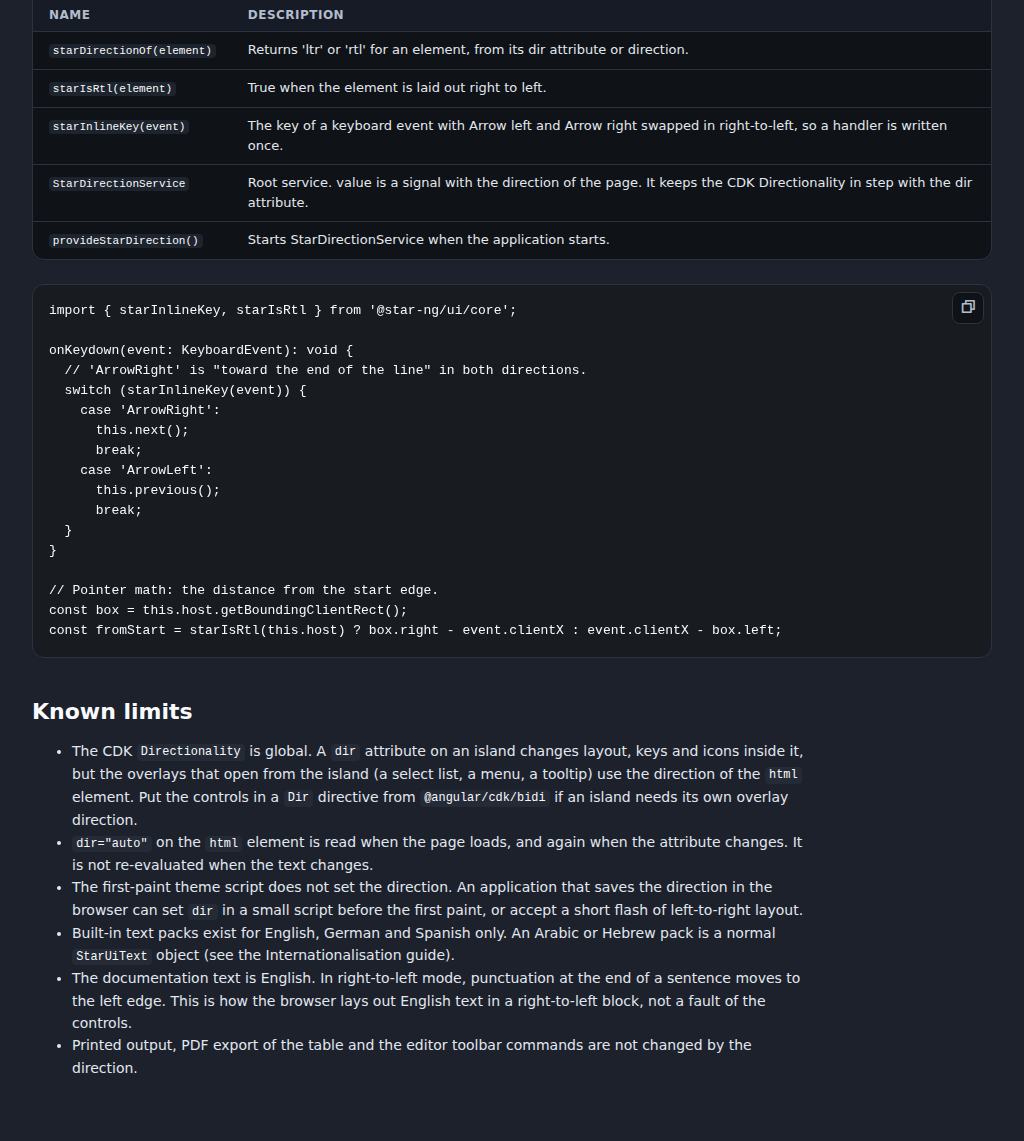 NAME DESCRIPTION
starDirectionOf(element) Returns 'ltr' or 'rtl' for an element, from its dir attribute or direction.
starIsRtl(element) True when the element is laid out right to left.
starInlineKey(event) The key of a keyboard event with Arrow left and Arrow right swapped in right-to-left, so a handler is written
once.
StarDirectionService Root service. value is a signal with the direction of the page. It keeps the CDK Directionality in step with the dir
attribute.
provideStarDirection() Starts StarDirectionService when the application starts.
import { starInlineKey, starIsRtl } from '@star-ng/ui/core';
onKeydown(event: KeyboardEvent): void {
  // 'ArrowRight' is "toward the end of the line" in both directions.
  switch (starInlineKey(event)) {
    case 'ArrowRight':
      this.next();
      break;
    case 'ArrowLeft':
      this.previous();
      break;
  }
}
// Pointer math: the distance from the start edge.
const box = this.host.getBoundingClientRect();
const fromStart = starIsRtl(this.host) ? box.right - event.clientX : event.clientX - box.left;
Known limits
• The CDK Directionality is global. A dir attribute on an island changes layout, keys and icons inside it,
but the overlays that open from the island (a select list, a menu, a tooltip) use the direction of the html
element. Put the controls in a Dir directive from @angular/cdk/bidi if an island needs its own overlay
direction.
• dir="auto" on the html element is read when the page loads, and again when the attribute changes. It
is not re-evaluated when the text changes.
• The first-paint theme script does not set the direction. An application that saves the direction in the
browser can set dir in a small script before the first paint, or accept a short flash of left-to-right layout.
• Built-in text packs exist for English, German and Spanish only. An Arabic or Hebrew pack is a normal
StarUiText object (see the Internationalisation guide).
• The documentation text is English. In right-to-left mode, punctuation at the end of a sentence moves to
the left edge. This is how the browser lays out English text in a right-to-left block, not a fault of the
controls.
• Printed output, PDF export of the table and the editor toolbar commands are not changed by the
direction.